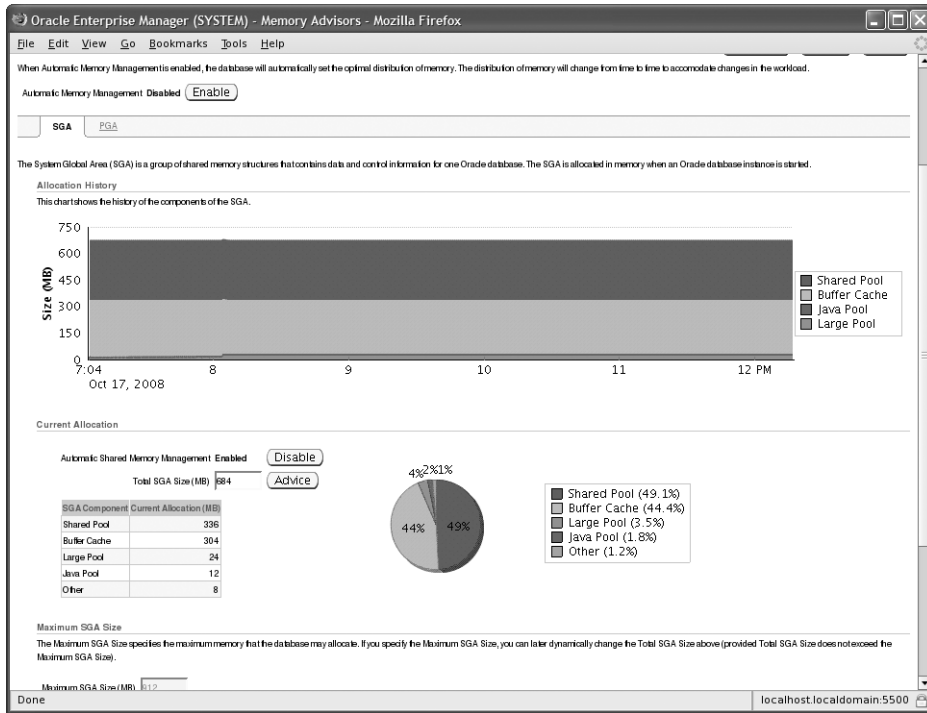 Oracle Enterprise Manager (SYSTEM) - Memory Advisors - Mozilla Firefox
File Edit View Go Bookmarks Tools Help
When Automatic Memory Management is enabled, the database will automatically set the optimal distribution of memory. The distribution of memory will change from time to time to accomodate changes in the workload.
Automatic Memory Management Disabled Enable
SGA PGA
The System Global Area (SGA) is a group of shared memory structures that contains data and control information for one Oracle database. The SGA is allocated in memory when an Oracle database instance is started.
Allocation History
This chart shows the history of the components of the SGA.
Size (MB)
750
600
450
300
150
0
7:04 8 9 10 11 12 PM
Oct 17, 2008
Shared Pool
Buffer Cache
Java Pool
Large Pool
Current Allocation
Automatic Shared Memory Management Enabled Disable
Total SGA Size (MB) 684 Advice
SGA Component Current Allocation (MB)
Shared Pool 336
Buffer Cache 304
Large Pool 24
Java Pool 12
Other 8
4% 2% 1%
44% 49%
Shared Pool (49.1%)
Buffer Cache (44.4%)
Large Pool (3.5%)
Java Pool (1.8%)
Other (1.2%)
Maximum SGA Size
The Maximum SGA Size specifies the maximum memory that the database may allocate. If you specify the Maximum SGA Size, you can later dynamically change the Total SGA Size above (provided Total SGA Size does not exceed the
Maximum SGA Size).
Maximum SGA Size (MB) 912
Done localhost.localdomain:5500